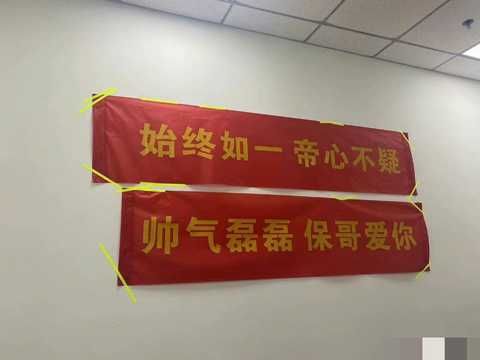 始终如一 帝心不疑
帅气磊磊 保哥爱你